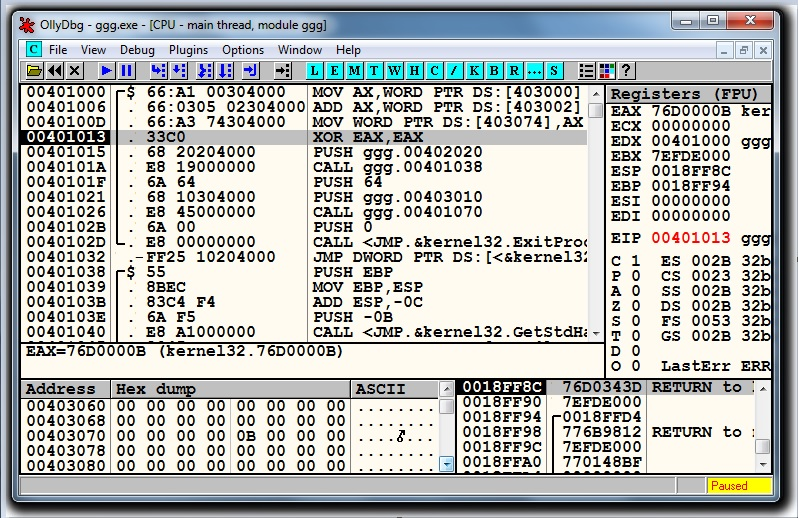 OllyDbg - ggg.exe - [CPU - main thread, module ggg]
C File View Debug Plugins Options Window Help
L E M T W H C / K B R ... S ?
00401000 $ 66:A1 00304000 MOV AX,WORD PTR DS:[403000]
00401006 . 66:0305 02304000 ADD AX,WORD PTR DS:[403002]
0040100D . 66:A3 74304000 MOV WORD PTR DS:[403074],AX
00401013 . 33C0 XOR EAX,EAX
00401015 . 68 20204000 PUSH ggg.00402020
0040101A . E8 19000000 CALL ggg.00401038
0040101F . 6A 64 PUSH 64
00401021 . 68 10304000 PUSH ggg.00403010
00401026 . E8 45000000 CALL ggg.00401070
0040102B . 6A 00 PUSH 0
0040102D . E8 00000000 CALL <JMP.&kernel32.ExitProc
00401032 .-FF25 10204000 JMP DWORD PTR DS:[<&kernel32
00401038 $ 55 PUSH EBP
00401039 . 8BEC MOV EBP,ESP
0040103B . 83C4 F4 ADD ESP,-0C
0040103E . 6A F5 PUSH -0B
00401040 . E8 A1000000 CALL <JMP.&kernel32.GetStdHa
EAX=76D0000B (kernel32.76D0000B)
Registers (FPU)
EAX 76D0000B ker
ECX 00000000
EDX 00401000 ggg
EBX 7EFDE000
ESP 0018FF8C
EBP 0018FF94
ESI 00000000
EDI 00000000
EIP 00401013 ggg
C 1 ES 002B 32b
P 0 CS 0023 32b
A 0 SS 002B 32b
Z 0 DS 002B 32b
S 0 FS 0053 32b
T 0 GS 002B 32b
D 0
O 0 LastErr ERR
Address Hex dump ASCII
00403060 00 00 00 00 00 00 00 00 ........
00403068 00 00 00 00 00 00 00 00 ........
00403070 00 00 00 00 0B 00 00 00 ....♂...
00403078 00 00 00 00 00 00 00 00 ........
00403080 00 00 00 00 00 00 00 00 ........
0018FF8C 76D0343D RETURN to
0018FF90 7EFDE000
0018FF94 0018FFD4
0018FF98 776B9812 RETURN to
0018FF9C 7EFDE000
0018FFA0 770148BF
Paused